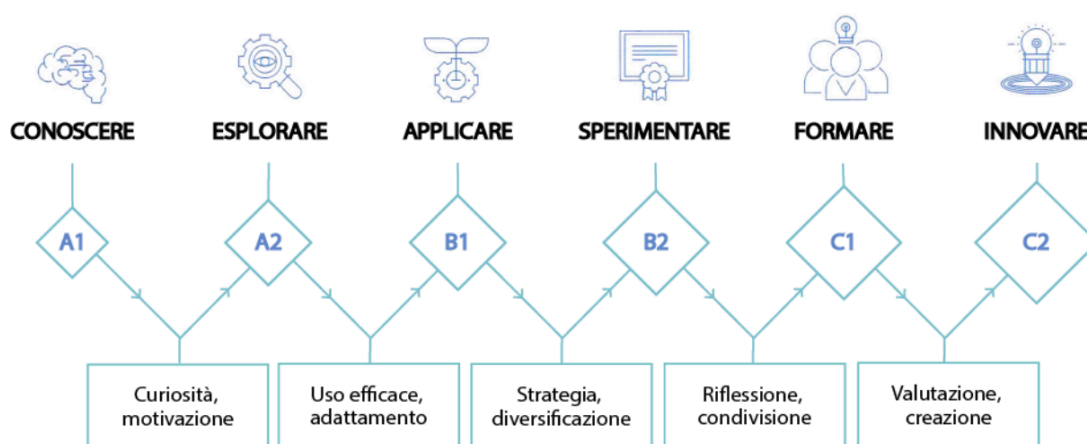 CONOSCERE
ESPLORARE
APPLICARE
SPERIMENTARE
FORMARE
INNOVARE
A1
A2
B1
B2
C1
C2
Curiosità,
motivazione
Uso efficace,
adattamento
Strategia,
diversificazione
Riflessione,
condivisione
Valutazione,
creazione